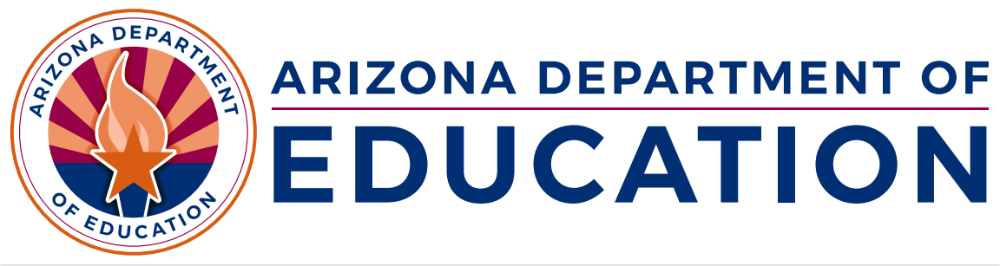 ARIZONA DEPARTMENT
OF EDUCATION
ARIZONA DEPARTMENT OF
EDUCATION